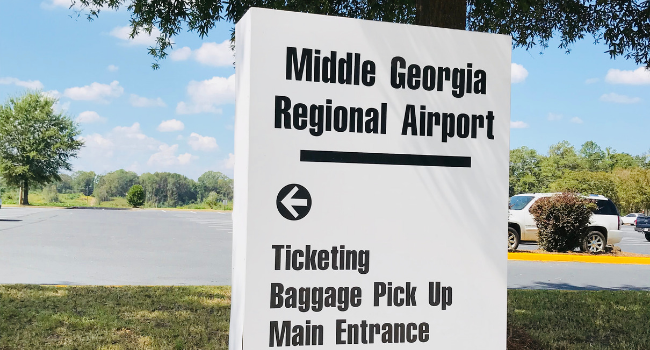 Middle Georgia
Regional Airport
Ticketing
Baggage Pick Up
Main Entrance